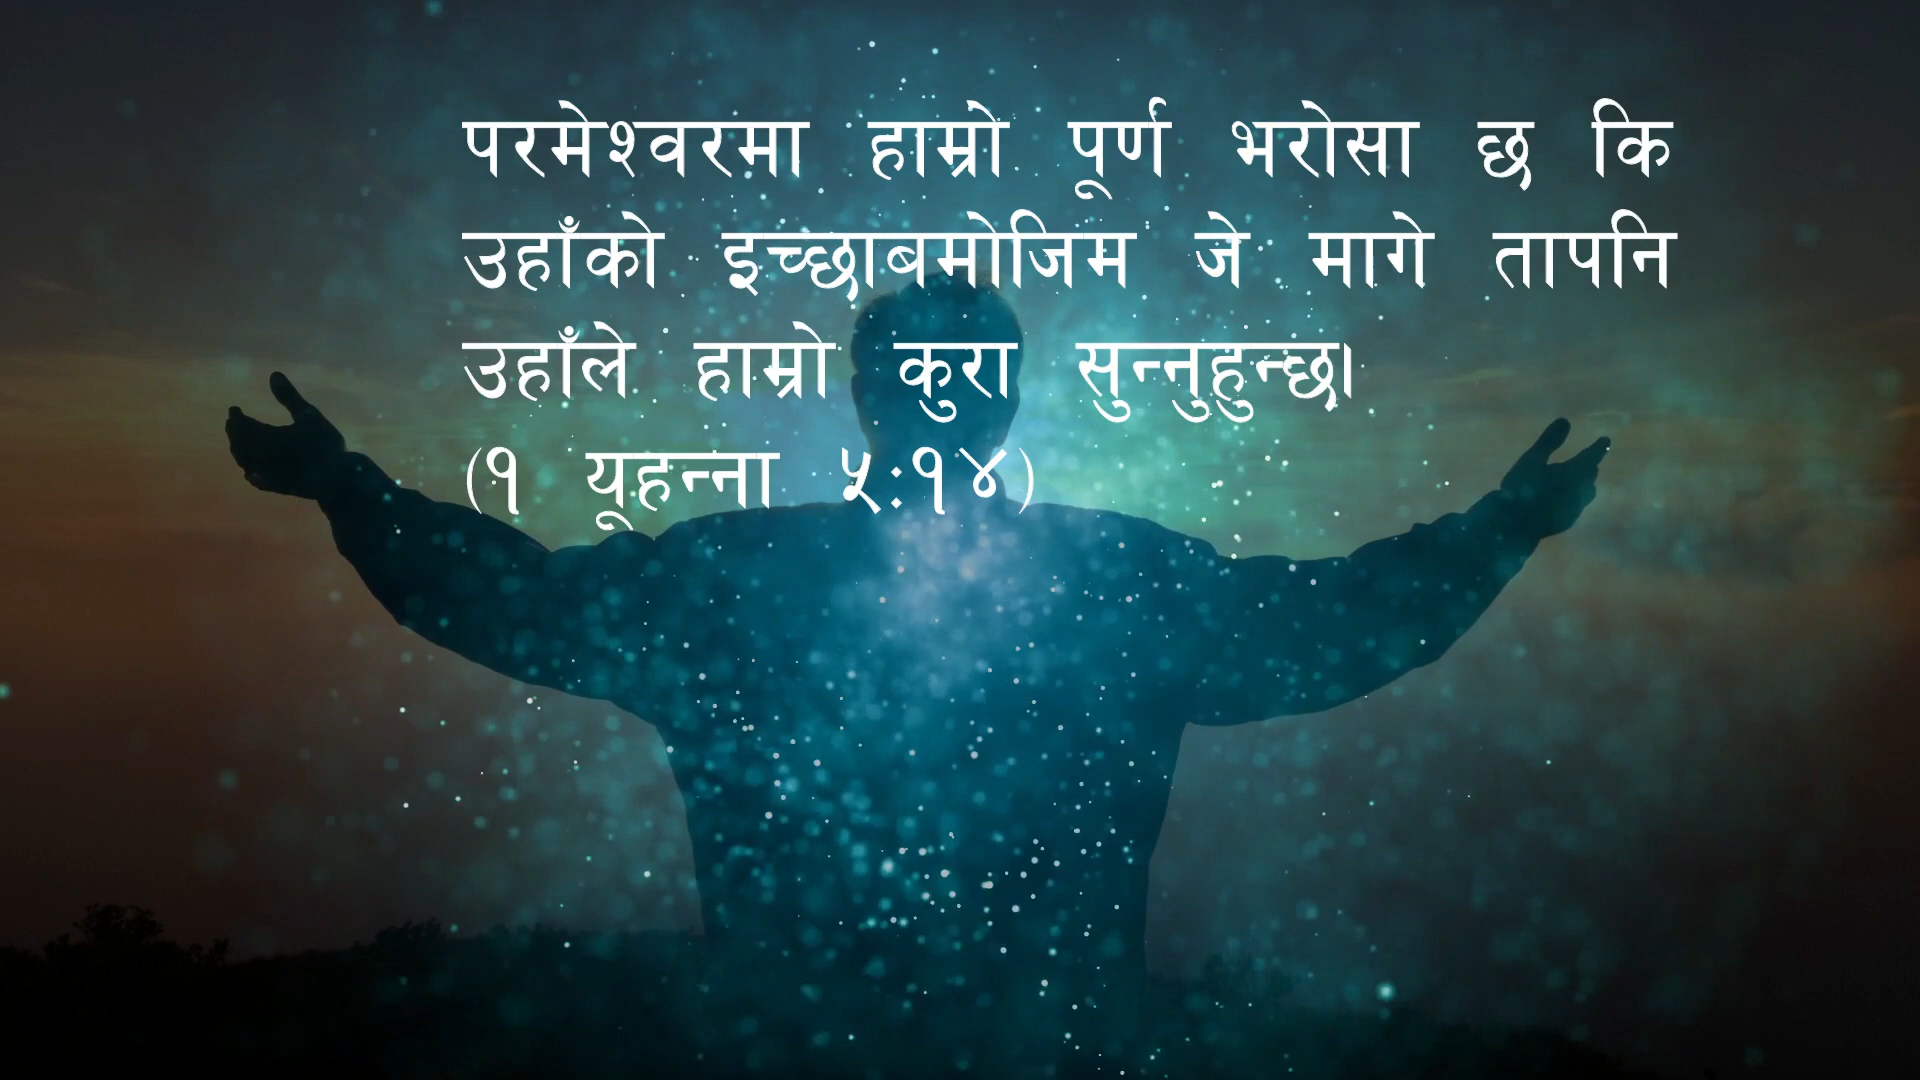 परमेश्वरमा हाम्रो पूर्ण भरोसा छ कि
उहाँको इच्छाबमोजिम जे मागे तापनि
उहाँले हाम्रो कुरा सुन्नुहुन्छ।
(१ यूहन्ना ५:१४)